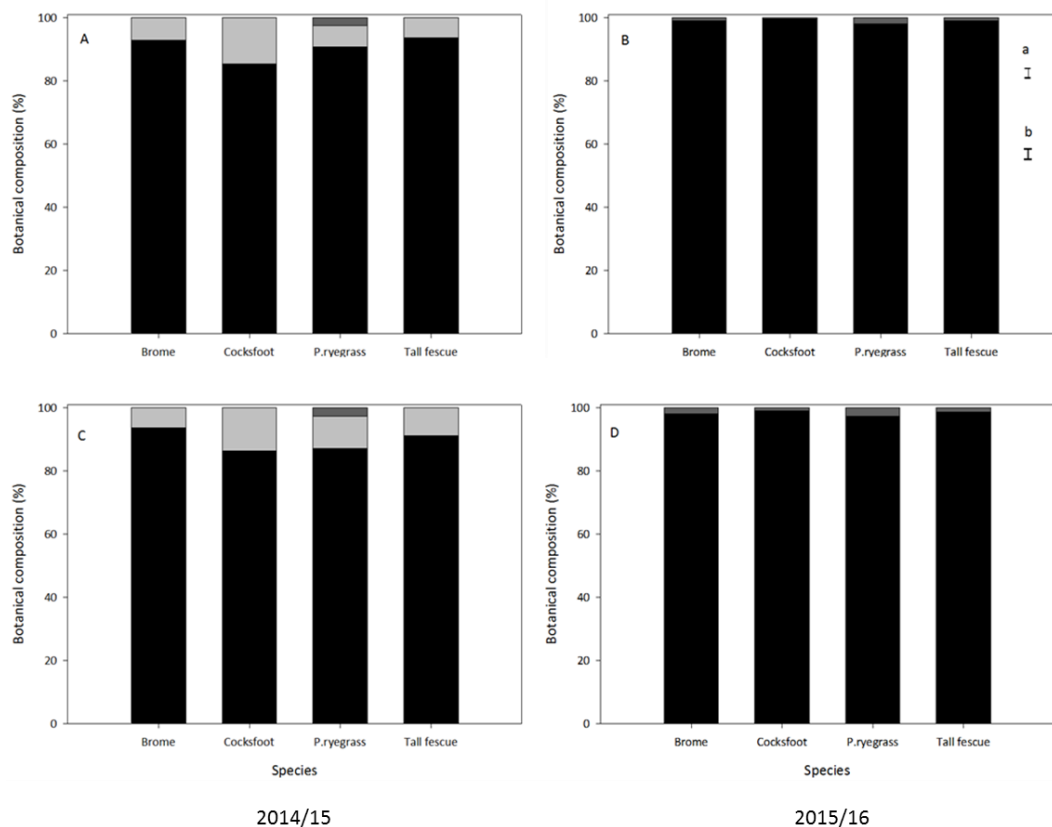 100
80
60
40
20
0
Botanical composition (%)
A
Brome Cocksfoot P.ryegrass Tall fescue
100
80
60
40
20
0
Botanical composition (%)
B
a
b
Brome Cocksfoot P.ryegrass Tall fescue
100
80
60
40
20
0
Botanical composition (%)
C
Brome Cocksfoot P.ryegrass Tall fescue
Species
2014/15
100
80
60
40
20
0
Botanical composition (%)
D
Brome Cocksfoot P.ryegrass Tall fescue
Species
2015/16